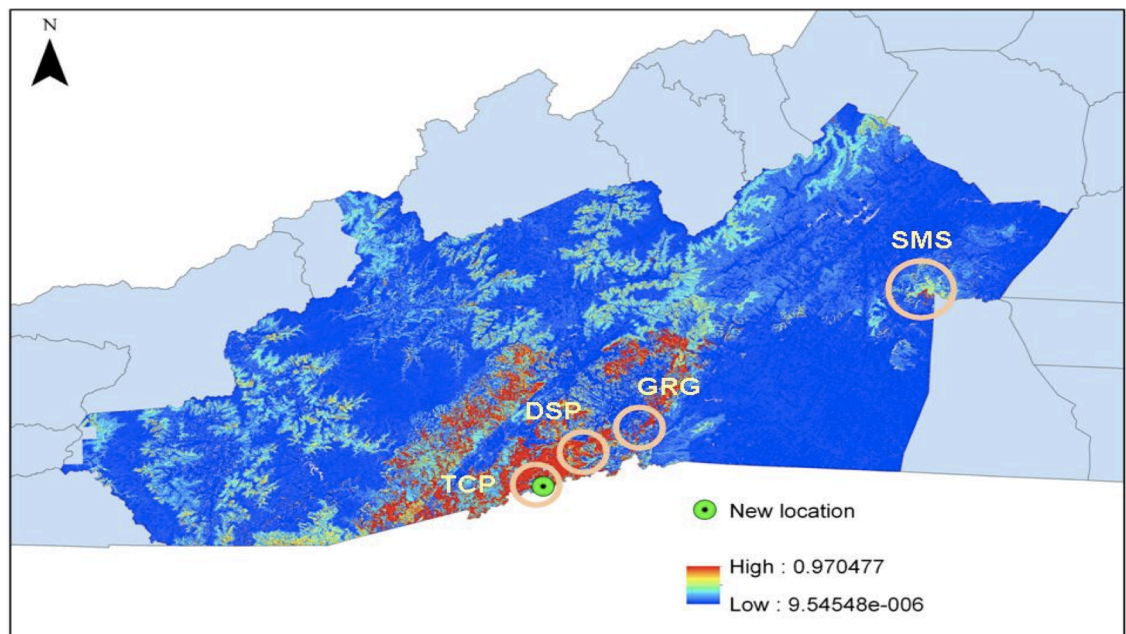 N
SMS
GRG
DSP
TCP
New location
High : 0.970477
Low : 9.54548e-006